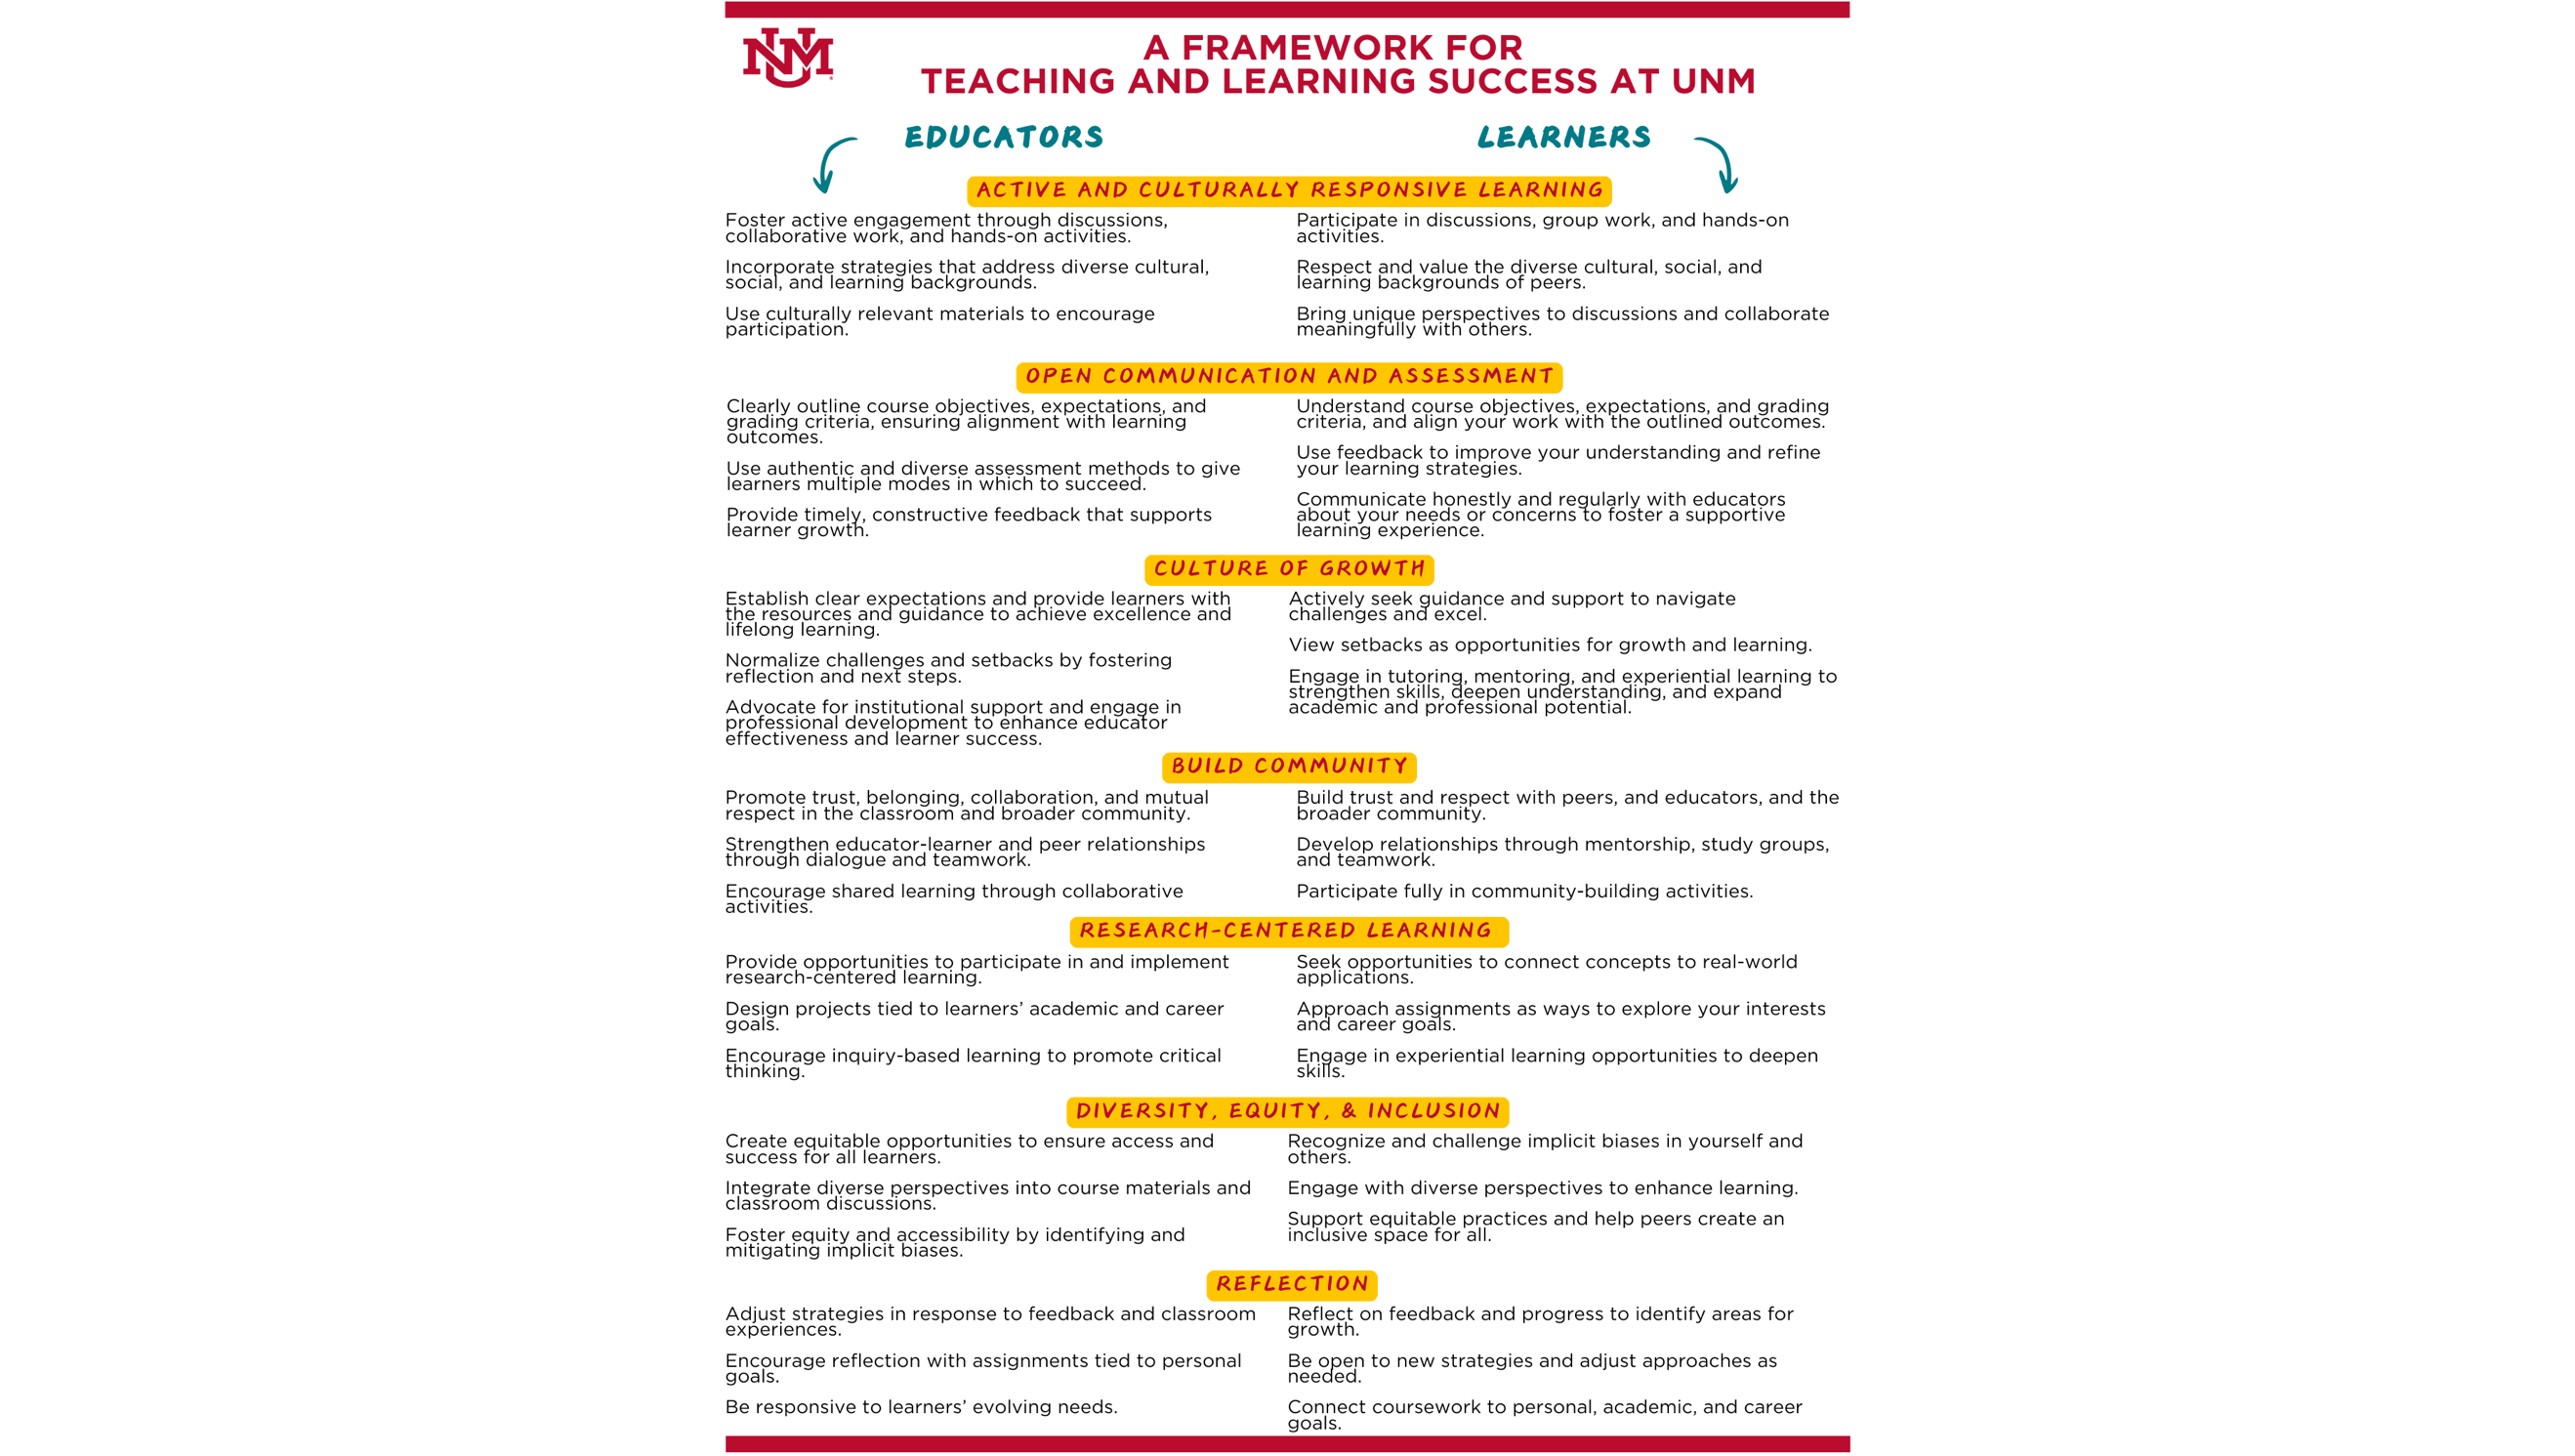 UNM
A FRAMEWORK FOR
TEACHING AND LEARNING SUCCESS AT UNM
EDUCATORS
LEARNERS
ACTIVE AND CULTURALLY RESPONSIVE LEARNING
Foster active engagement through discussions,
collaborative work, and hands-on activities.
Incorporate strategies that address diverse cultural,
social, and learning backgrounds.
Use culturally relevant materials to encourage
participation.
Participate in discussions, group work, and hands-on
activities.
Respect and value the diverse cultural, social, and
learning backgrounds of peers.
Bring unique perspectives to discussions and collaborate
meaningfully with others.
OPEN COMMUNICATION AND ASSESSMENT
Clearly outline course objectives, expectations, and
grading criteria, ensuring alignment with learning
outcomes.
Use authentic and diverse assessment methods to give
learners multiple modes in which to succeed.
Provide timely, constructive feedback that supports
learner growth.
Understand course objectives, expectations, and grading
criteria, and align your work with the outlined outcomes.
Use feedback to improve your understanding and refine
your learning strategies.
Communicate honestly and regularly with educators
about your needs or concerns to foster a supportive
learning experience.
CULTURE OF GROWTH
Establish clear expectations and provide learners with
the resources and guidance to achieve excellence and
lifelong learning.
Normalize challenges and setbacks by fostering
reflection and next steps.
Advocate for institutional support and engage in
professional development to enhance educator
effectiveness and learner success.
Actively seek guidance and support to navigate
challenges and excel.
View setbacks as opportunities for growth and learning.
Engage in tutoring, mentoring, and experiential learning to
strengthen skills, deepen understanding, and expand
academic and professional potential.
BUILD COMMUNITY
Promote trust, belonging, collaboration, and mutual
respect in the classroom and broader community.
Strengthen educator-learner and peer relationships
through dialogue and teamwork.
Encourage shared learning through collaborative
activities.
Build trust and respect with peers, and educators, and the
broader community.
Develop relationships through mentorship, study groups,
and teamwork.
Participate fully in community-building activities.
RESEARCH-CENTERED LEARNING
Provide opportunities to participate in and implement
research-centered learning.
Design projects tied to learners’ academic and career
goals.
Encourage inquiry-based learning to promote critical
thinking.
Seek opportunities to connect concepts to real-world
applications.
Approach assignments as ways to explore your interests
and career goals.
Engage in experiential learning opportunities to deepen
skills.
DIVERSITY, EQUITY, & INCLUSION
Create equitable opportunities to ensure access and
success for all learners.
Integrate diverse perspectives into course materials and
classroom discussions.
Foster equity and accessibility by identifying and
mitigating implicit biases.
Recognize and challenge implicit biases in yourself and
others.
Engage with diverse perspectives to enhance learning.
Support equitable practices and help peers create an
inclusive space for all.
REFLECTION
Adjust strategies in response to feedback and classroom
experiences.
Encourage reflection with assignments tied to personal
goals.
Be responsive to learners’ evolving needs.
Reflect on feedback and progress to identify areas for
growth.
Be open to new strategies and adjust approaches as
needed.
Connect coursework to personal, academic, and career
goals.